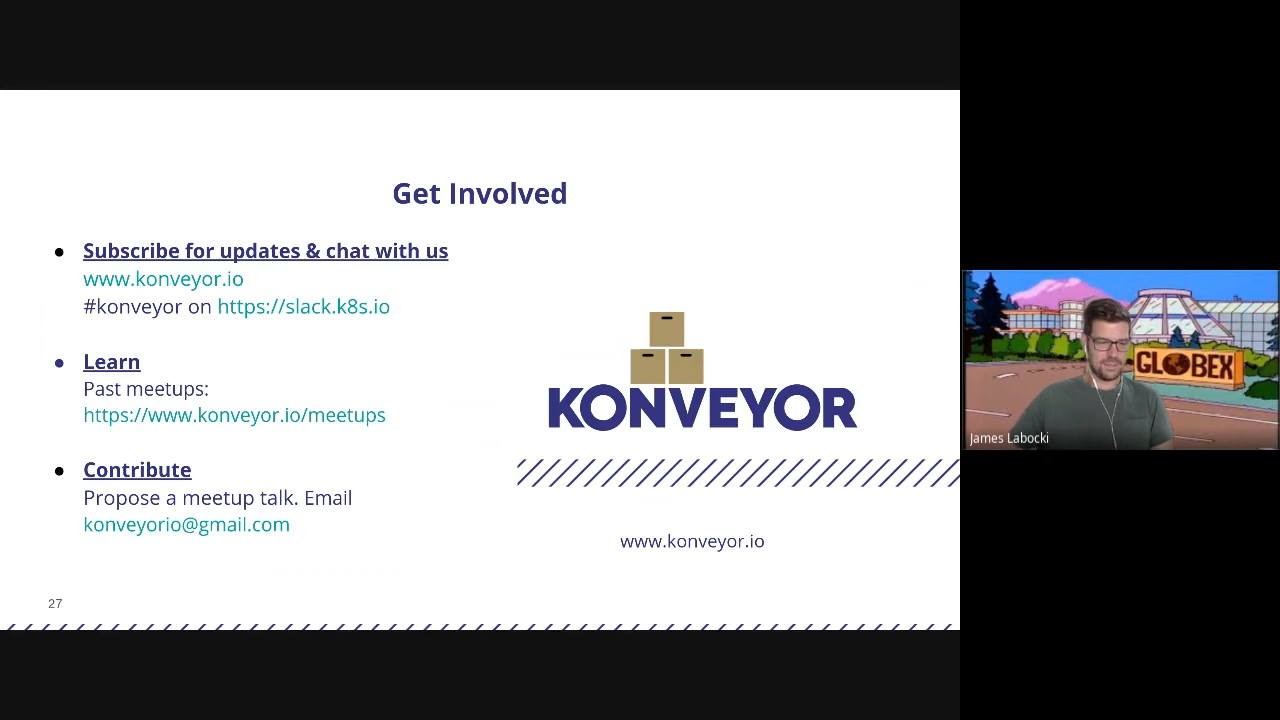 Get Involved
Subscribe for updates & chat with us
www.konveyor.io
#konveyor on https://slack.k8s.io
Learn
Past meetups:
https://www.konveyor.io/meetups
Contribute
Propose a meetup talk. Email
konveyorio@gmail.com
KONVEYOR
www.konveyor.io
27
GLOBEX
James Labocki